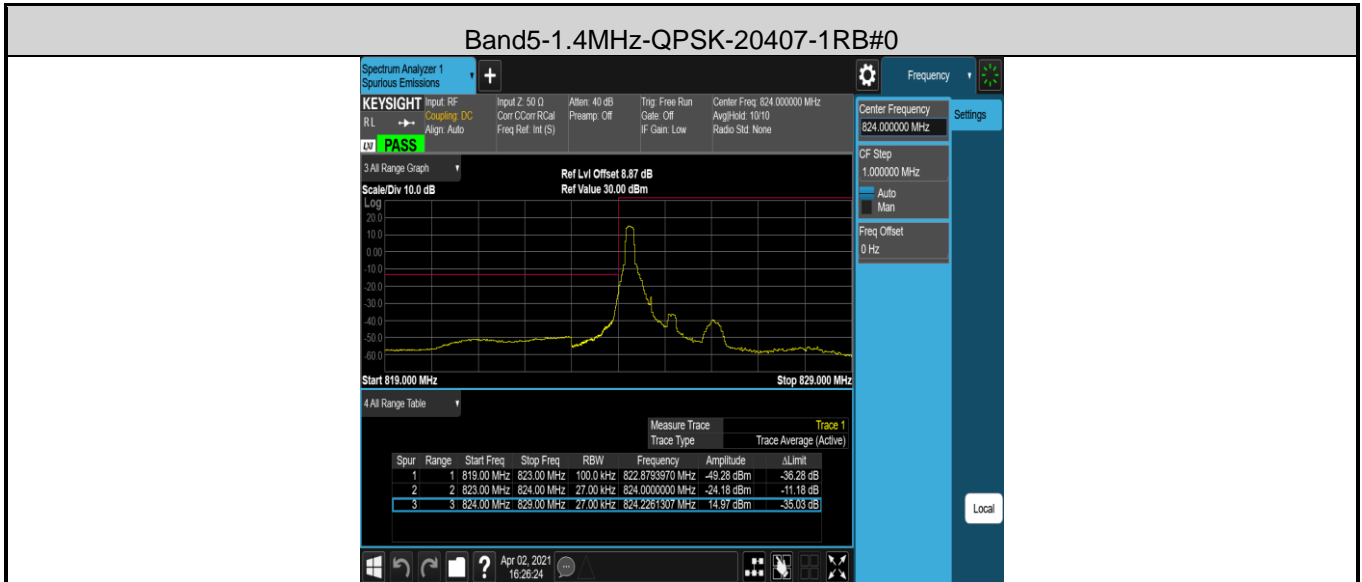 Band5-1.4MHz-QPSK-20407-1RB#0
Spectrum Analyzer 1
Spurious Emissions
+
Frequency
KEYSIGHT
RL
Input: RF
Coupling: DC
Align: Auto
Input Z: 50 Ω
Corr CCorr RCal
Freq Ref: Int (S)
Atten: 40 dB
Preamp: Off
Trig: Free Run
Gate: Off
IF Gain: Low
Center Freq: 824.000000 MHz
Avg|Hold: 10/10
Radio Std: None
LXI PASS
Center Frequency
824.000000 MHz
Settings
CF Step
1.000000 MHz
Auto
Man
Freq Offset
0 Hz
3 All Range Graph
Ref Lvl Offset 8.87 dB
Scale/Div 10.0 dB Ref Value 30.00 dBm
Log
20.0
10.0
0.00
-10.0
-20.0
-30.0
-40.0
-50.0
-60.0
Start 819.000 MHz Stop 829.000 MHz
4 All Range Table
Measure Trace Trace 1
Trace Type Trace Average (Active)
Spur Range Start Freq Stop Freq RBW Frequency Amplitude ΔLimit
1 1 819.00 MHz 823.00 MHz 100.0 kHz 822.8793970 MHz -49.28 dBm -36.28 dB
2 2 823.00 MHz 824.00 MHz 27.00 kHz 824.0000000 MHz -24.18 dBm -11.18 dB
3 3 824.00 MHz 829.00 MHz 27.00 kHz 824.2261307 MHz 14.97 dBm -35.03 dB
Local
?
Apr 02, 2021
16:26:24